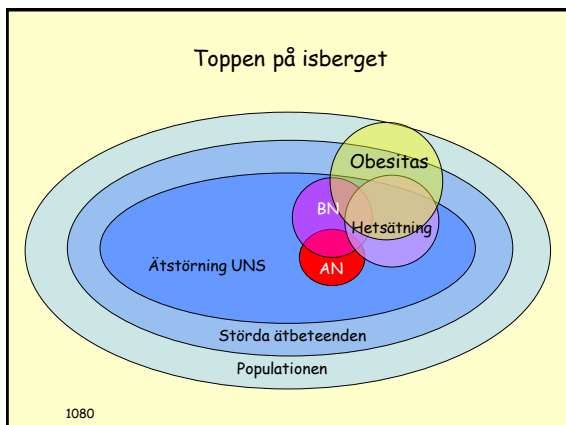 Toppen på isberget
Obesitas
BN
Hetsätning
Ätstörning UNS
AN
Störda ätbeteenden
Populationen
1080